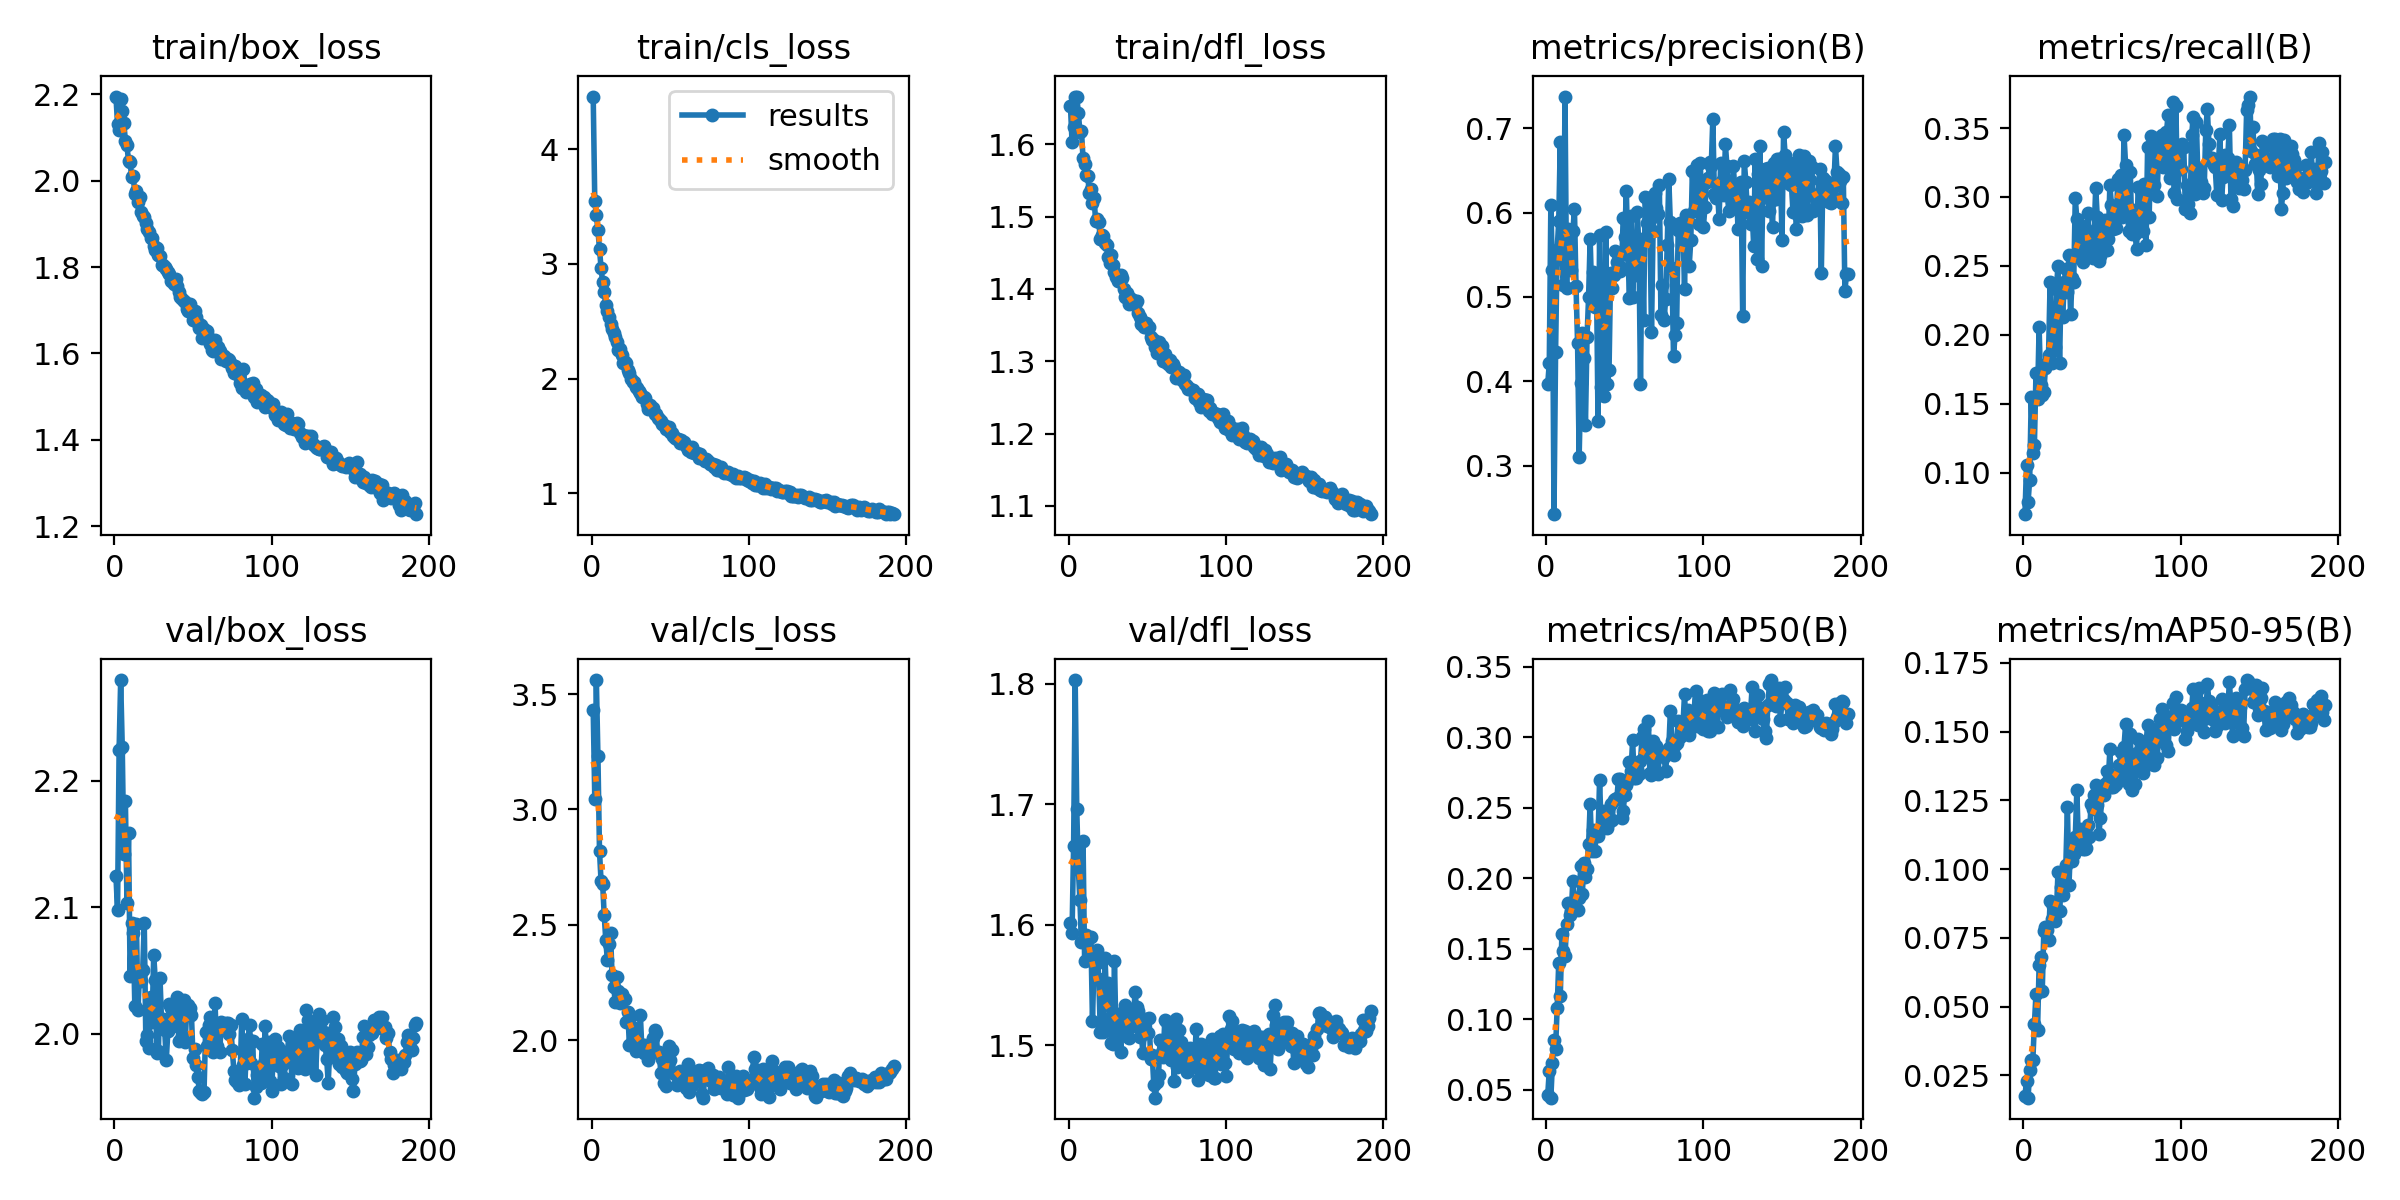 train/box_loss
2.2
2.0
1.8
1.6
1.4
1.2
0 100 200
train/cls_loss
results
smooth
4
3
2
1
0 100 200
train/dfl_loss
1.6
1.5
1.4
1.3
1.2
1.1
0 100 200
metrics/precision(B)
0.7
0.6
0.5
0.4
0.3
0 100 200
metrics/recall(B)
0.35
0.30
0.25
0.20
0.15
0.10
0 100 200
val/box_loss
2.2
2.1
2.0
0 100 200
val/cls_loss
3.5
3.0
2.5
2.0
0 100 200
val/dfl_loss
1.8
1.7
1.6
1.5
0 100 200
metrics/mAP50(B)
0.35
0.30
0.25
0.20
0.15
0.10
0.05
0 100 200
metrics/mAP50-95(B)
0.175
0.150
0.125
0.100
0.075
0.050
0.025
0 100 200